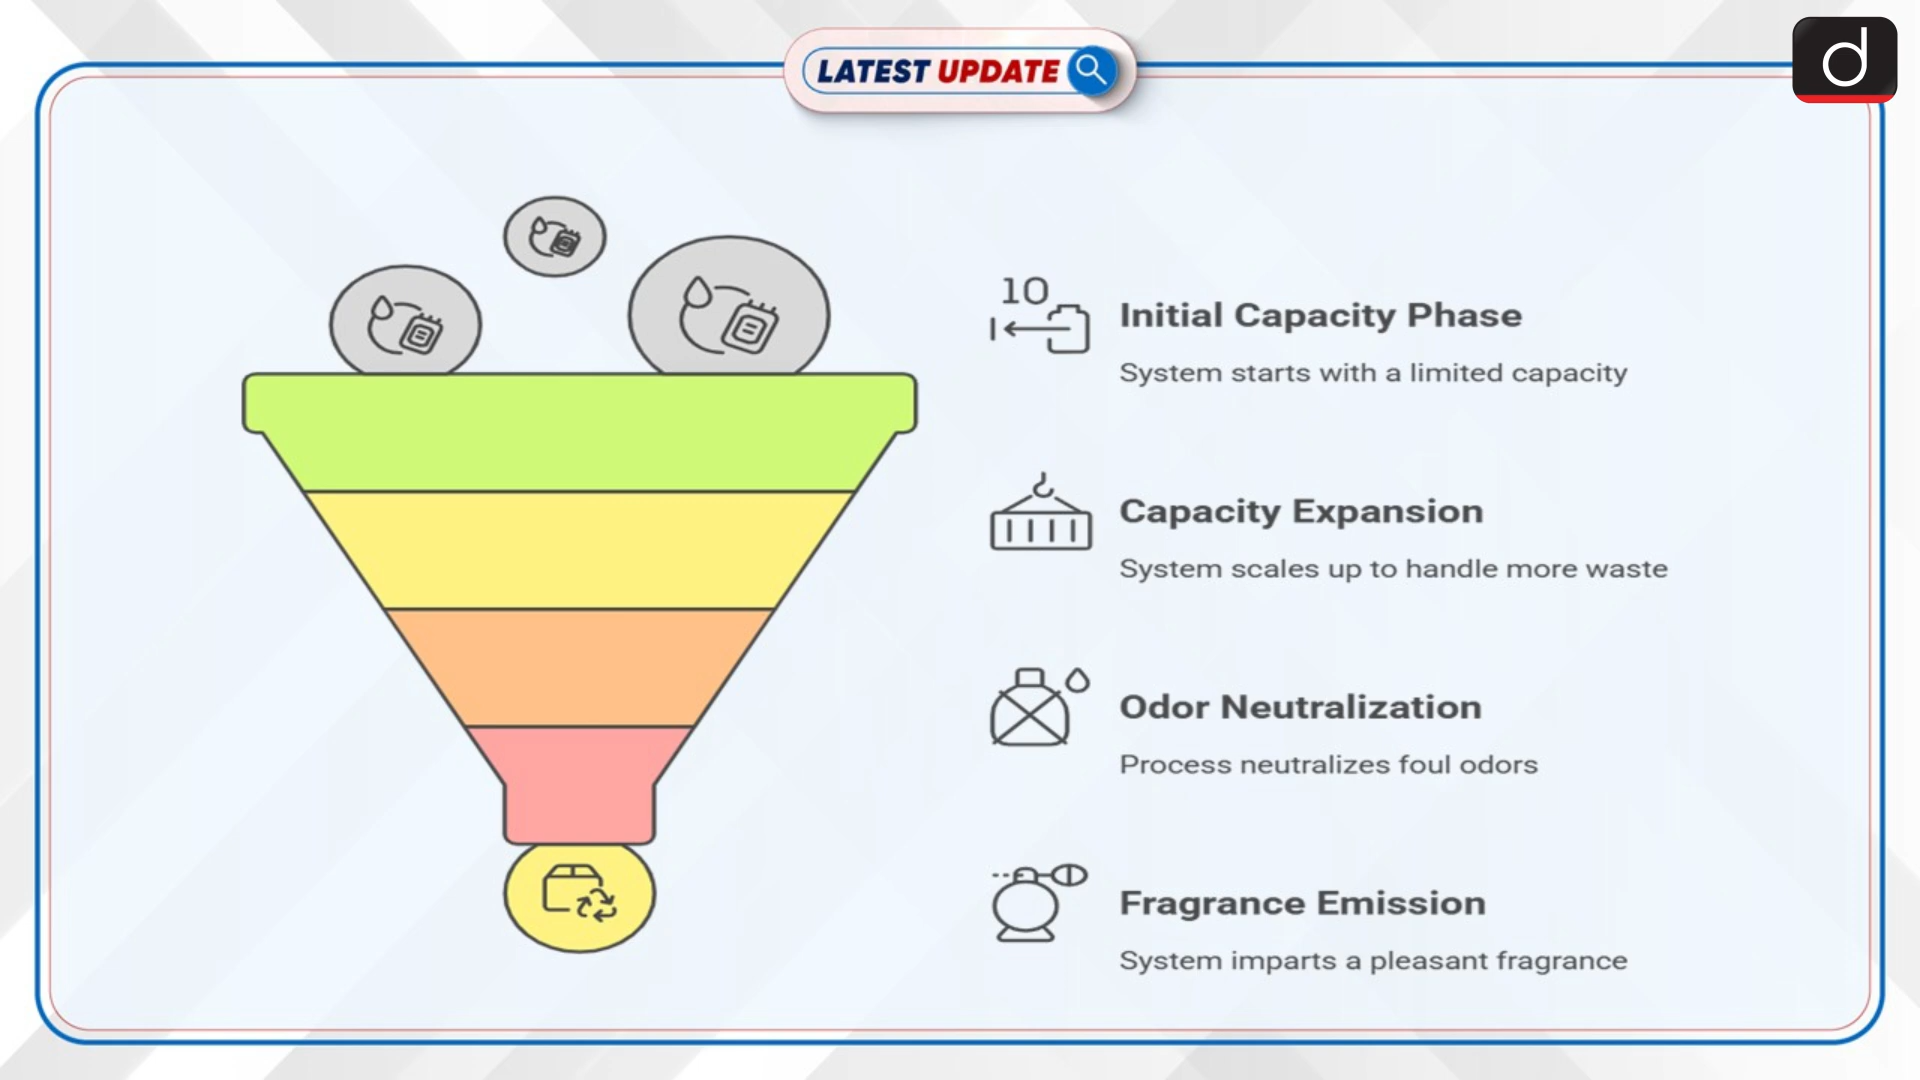 LATEST UPDATE
d
10
Initial Capacity Phase
System starts with a limited capacity
Capacity Expansion
System scales up to handle more waste
Odor Neutralization
Process neutralizes foul odors
Fragrance Emission
System imparts a pleasant fragrance